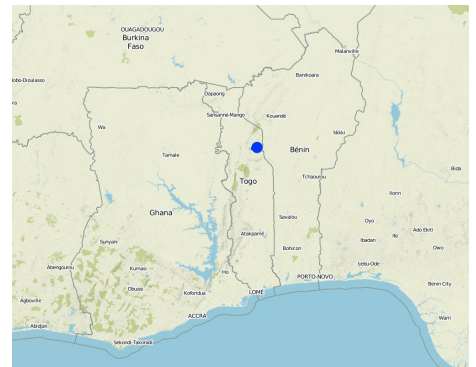 OUAGADOUGOU
Burkina
Faso
Malanville
Banikoara
Dapaong
Sansanné-Mango
Kouandé
Wa
Nikki
Tamale
Bénin
Bida
Tchaourou
Togo
Ilorin
Ghana
Savalou
Oyo
Ado Ekiti
Sunyani
Atakpamé
Ibadan
Ife
Owo
Bohicon
Abengourou
Kumasi
Ho
Ijebu-Ode
Obuasi
Koforidua
LOMÉ
PORTO-NOVO
Benin City
Agboville
ACCRA
Warri
Abidjan
Sekondi-Takoradi